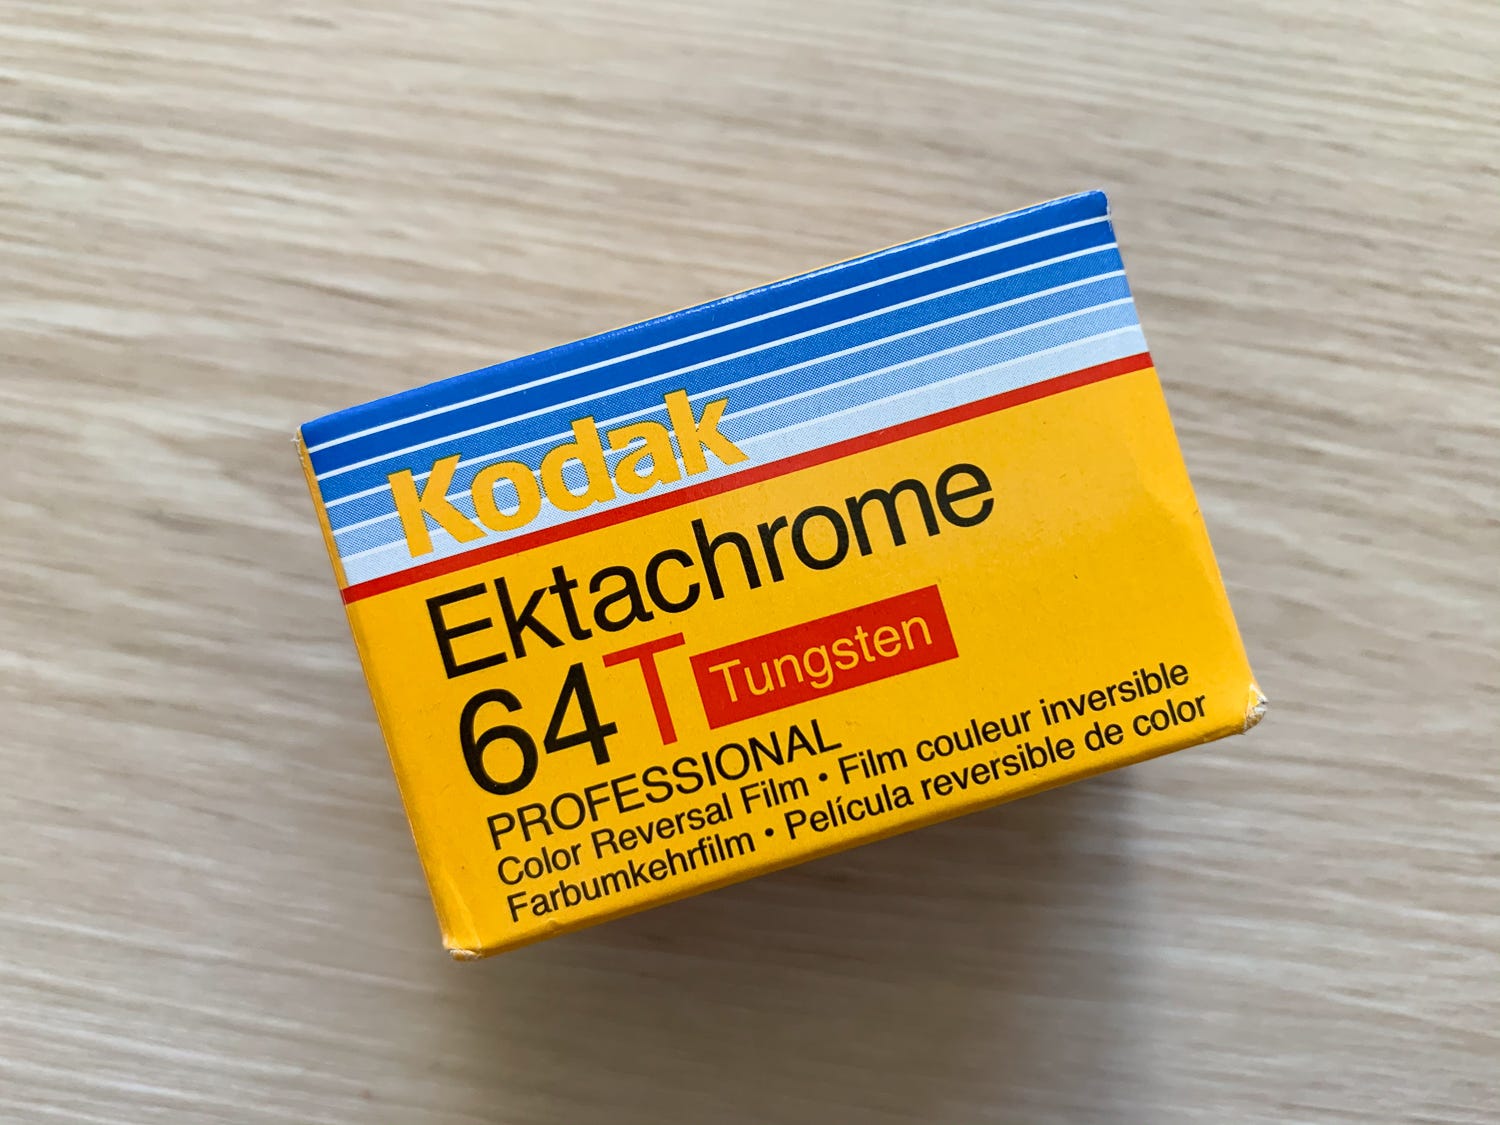 Kodak
Ektachrome
64T Tungsten
PROFESSIONAL
Color Reversal Film • Film couleur inversible
Farbumkehrfilm • Película reversible de color